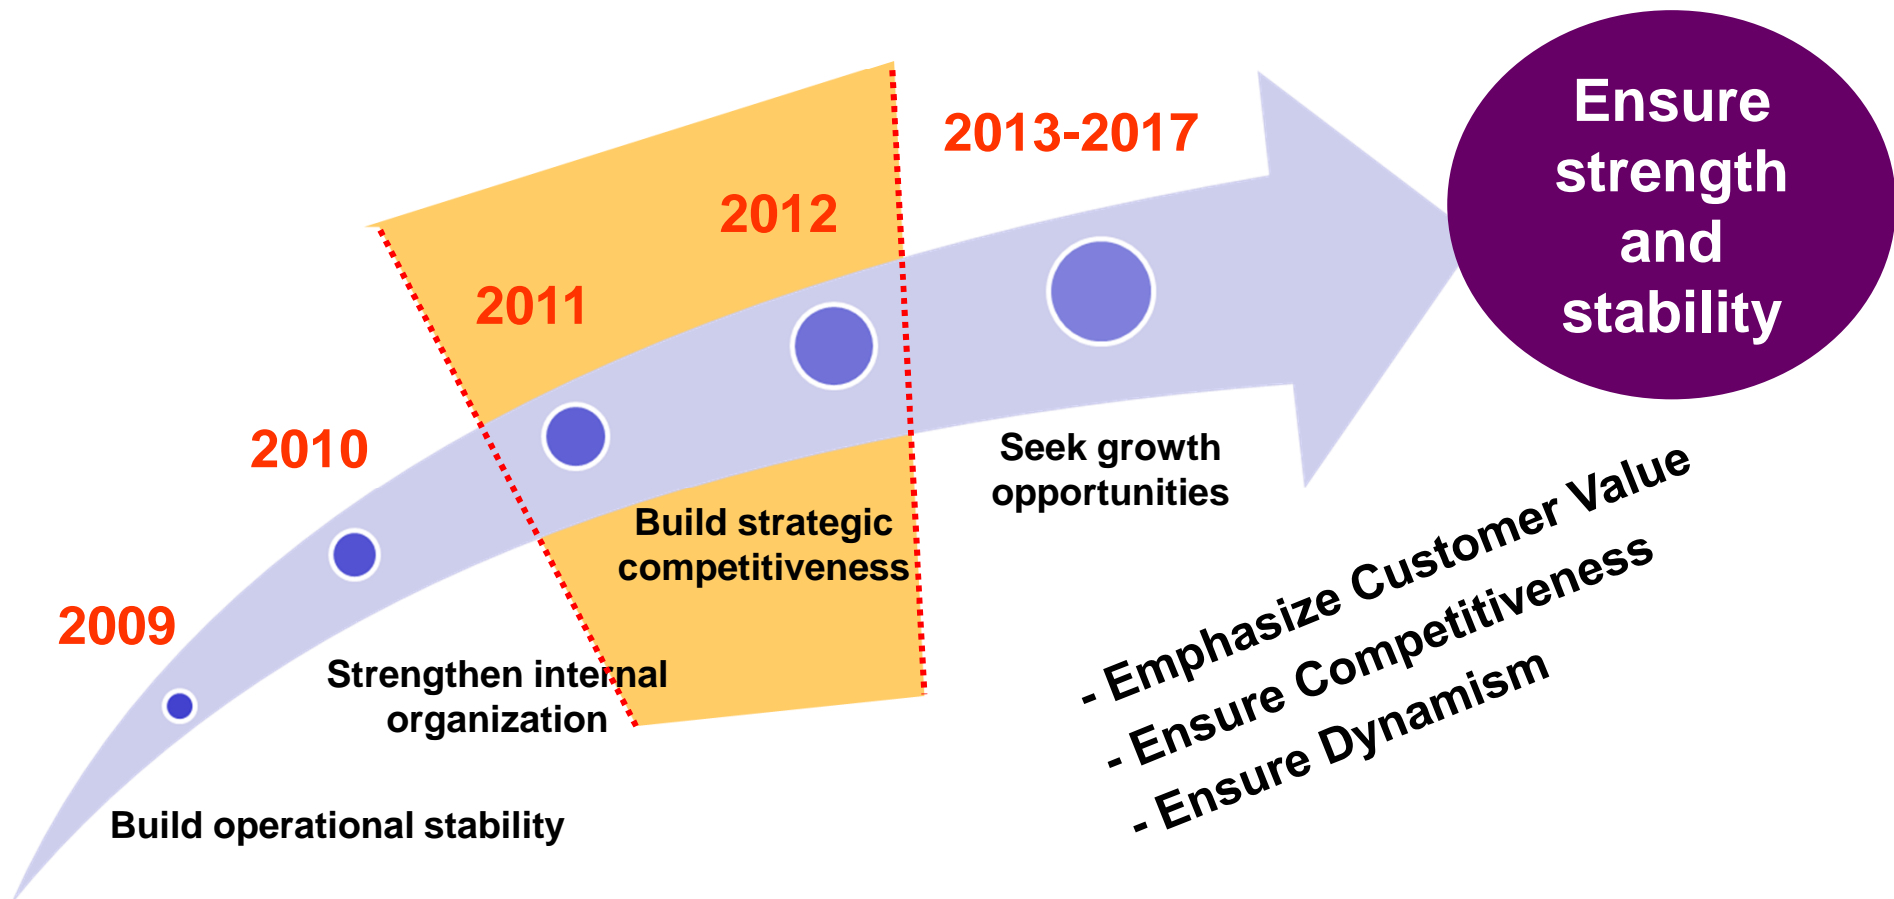 Ensure
strength
and
stability
2013-2017
2012
2011
2010
2009
Seek growth
opportunities
Build strategic
competitiveness
Strengthen internal
organization
Build operational stability
- Emphasize Customer Value
- Ensure Competitiveness
- Ensure Dynamism